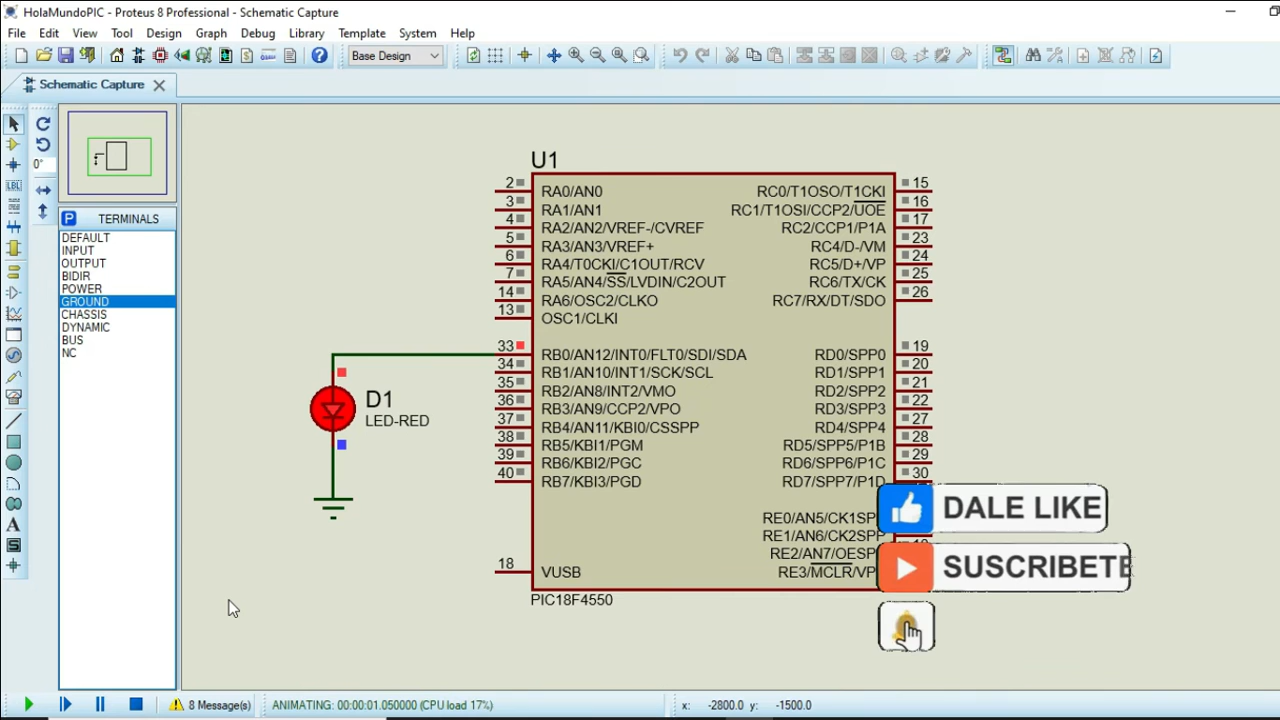 HolaMundoPIC - Proteus 8 Professional - Schematic Capture
File Edit View Tool Design Graph Debug Library Template System Help
Base Design
Schematic Capture
0°
LBL
P TERMINALS
DEFAULT
INPUT
OUTPUT
BIDIR
POWER
GROUND
CHASSIS
DYNAMIC
BUS
NC
A
U1
2 RA0/AN0 RC0/T1OSO/T1CKI 15
3 RA1/AN1 RC1/T1OSI/CCP2/UOE 16
4 RA2/AN2/VREF-/CVREF RC2/CCP1/P1A 17
5 RA3/AN3/VREF+ RC4/D-/VM 23
6 RA4/T0CKI/C1OUT/RCV RC5/D+/VP 24
7 RA5/AN4/SS/LVDIN/C2OUT RC6/TX/CK 25
14 RA6/OSC2/CLKO RC7/RX/DT/SDO 26
13 OSC1/CLKI
33 RB0/AN12/INT0/FLT0/SDI/SDA RD0/SPP0 19
34 RB1/AN10/INT1/SCK/SCL RD1/SPP1 20
35 RB2/AN8/INT2/VMO RD2/SPP2 21
36 RB3/AN9/CCP2/VPO RD3/SPP3 22
37 RB4/AN11/KBI0/CSSPP RD4/SPP4 27
38 RB5/KBI1/PGM RD5/SPP5/P1B 28
39 RB6/KBI2/PGC RD6/SPP6/P1C 29
40 RB7/KBI3/PGD RD7/SPP7/P1D 30
RE0/AN5/CK1SP
RE1/AN6/CK2SPP
RE2/AN7/OESP
18 VUSB RE3/MCLR/VP
PIC18F4550
D1
LED-RED
DALE LIKE
SUSCRIBETE
8 Message(s) ANIMATING: 00:00:01.050000 (CPU load 17%) x: -2800.0 y: -1500.0